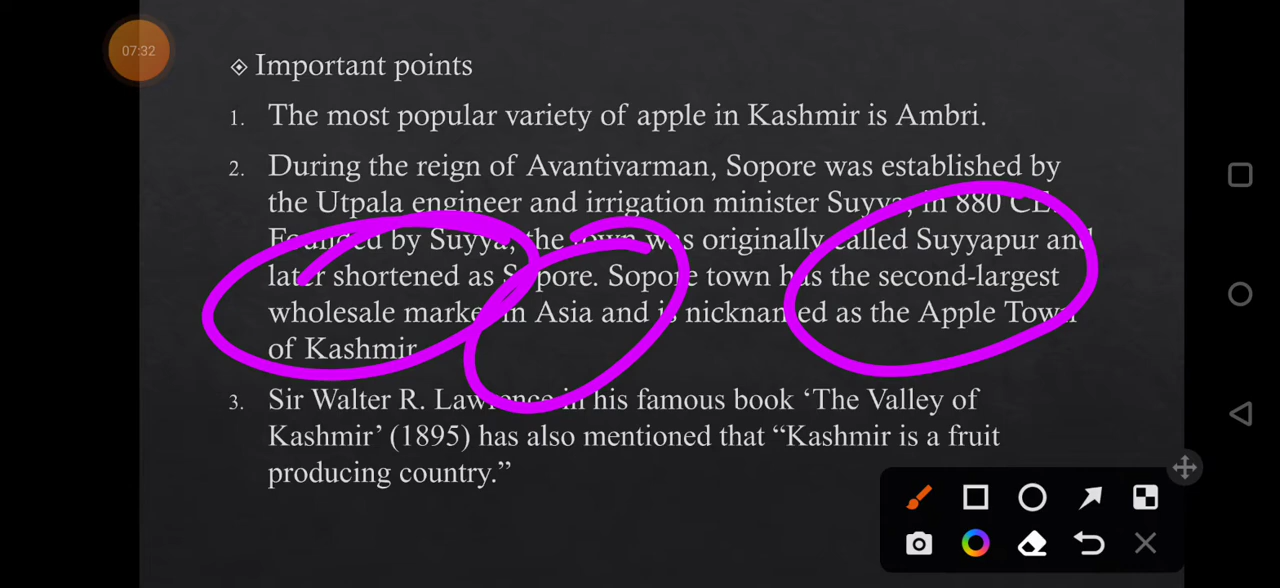 07:32
Important points
1. The most popular variety of apple in Kashmir is Ambri.
2. During the reign of Avantivarman, Sopore was established by
the Utpala engineer and irrigation minister Suyya, in 880 CE.
Founded by Suyya, the town was originally called Suyyapur and
later shortened as Sopore. Sopore town has the second-largest
wholesale market in Asia and is nicknamed as the Apple Town
of Kashmir
3. Sir Walter R. Lawrence in his famous book ‘The Valley of
Kashmir’ (1895) has also mentioned that “Kashmir is a fruit
producing country.”